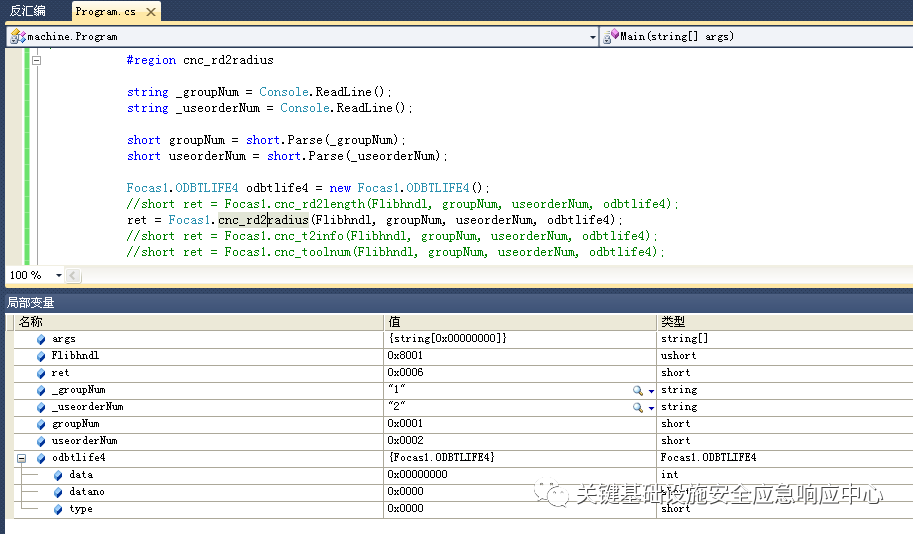 反汇编 Program.cs
machine.Program Main(string[] args)
#region cnc_rd2radius
string _groupNum = Console.ReadLine();
string _useorderNum = Console.ReadLine();
short groupNum = short.Parse(_groupNum);
short useorderNum = short.Parse(_useorderNum);
Focas1.ODBTLIFE4 odbtlife4 = new Focas1.ODBTLIFE4();
//short ret = Focas1.cnc_rd2length(Flibhndl, groupNum, useorderNum, odbtlife4);
ret = Focas1.cnc_rd2radius(Flibhndl, groupNum, useorderNum, odbtlife4);
//short ret = Focas1.cnc_t2info(Flibhndl, groupNum, useorderNum, odbtlife4);
//short ret = Focas1.cnc_toolnum(Flibhndl, groupNum, useorderNum, odbtlife4);
100 %
局部变量
名称 值 类型
args {string[0x00000000]} string[]
Flibhndl 0x8001 ushort
ret 0x0006 short
_groupNum "1" string
_useorderNum "2" string
groupNum 0x0001 short
useorderNum 0x0002 short
odbtlife4 {Focas1.ODBTLIFE4} Focas1.ODBTLIFE4
data 0x00000000 int
datano 0x0000
type 0x0000 short
关键基础设施安全应急响应中心